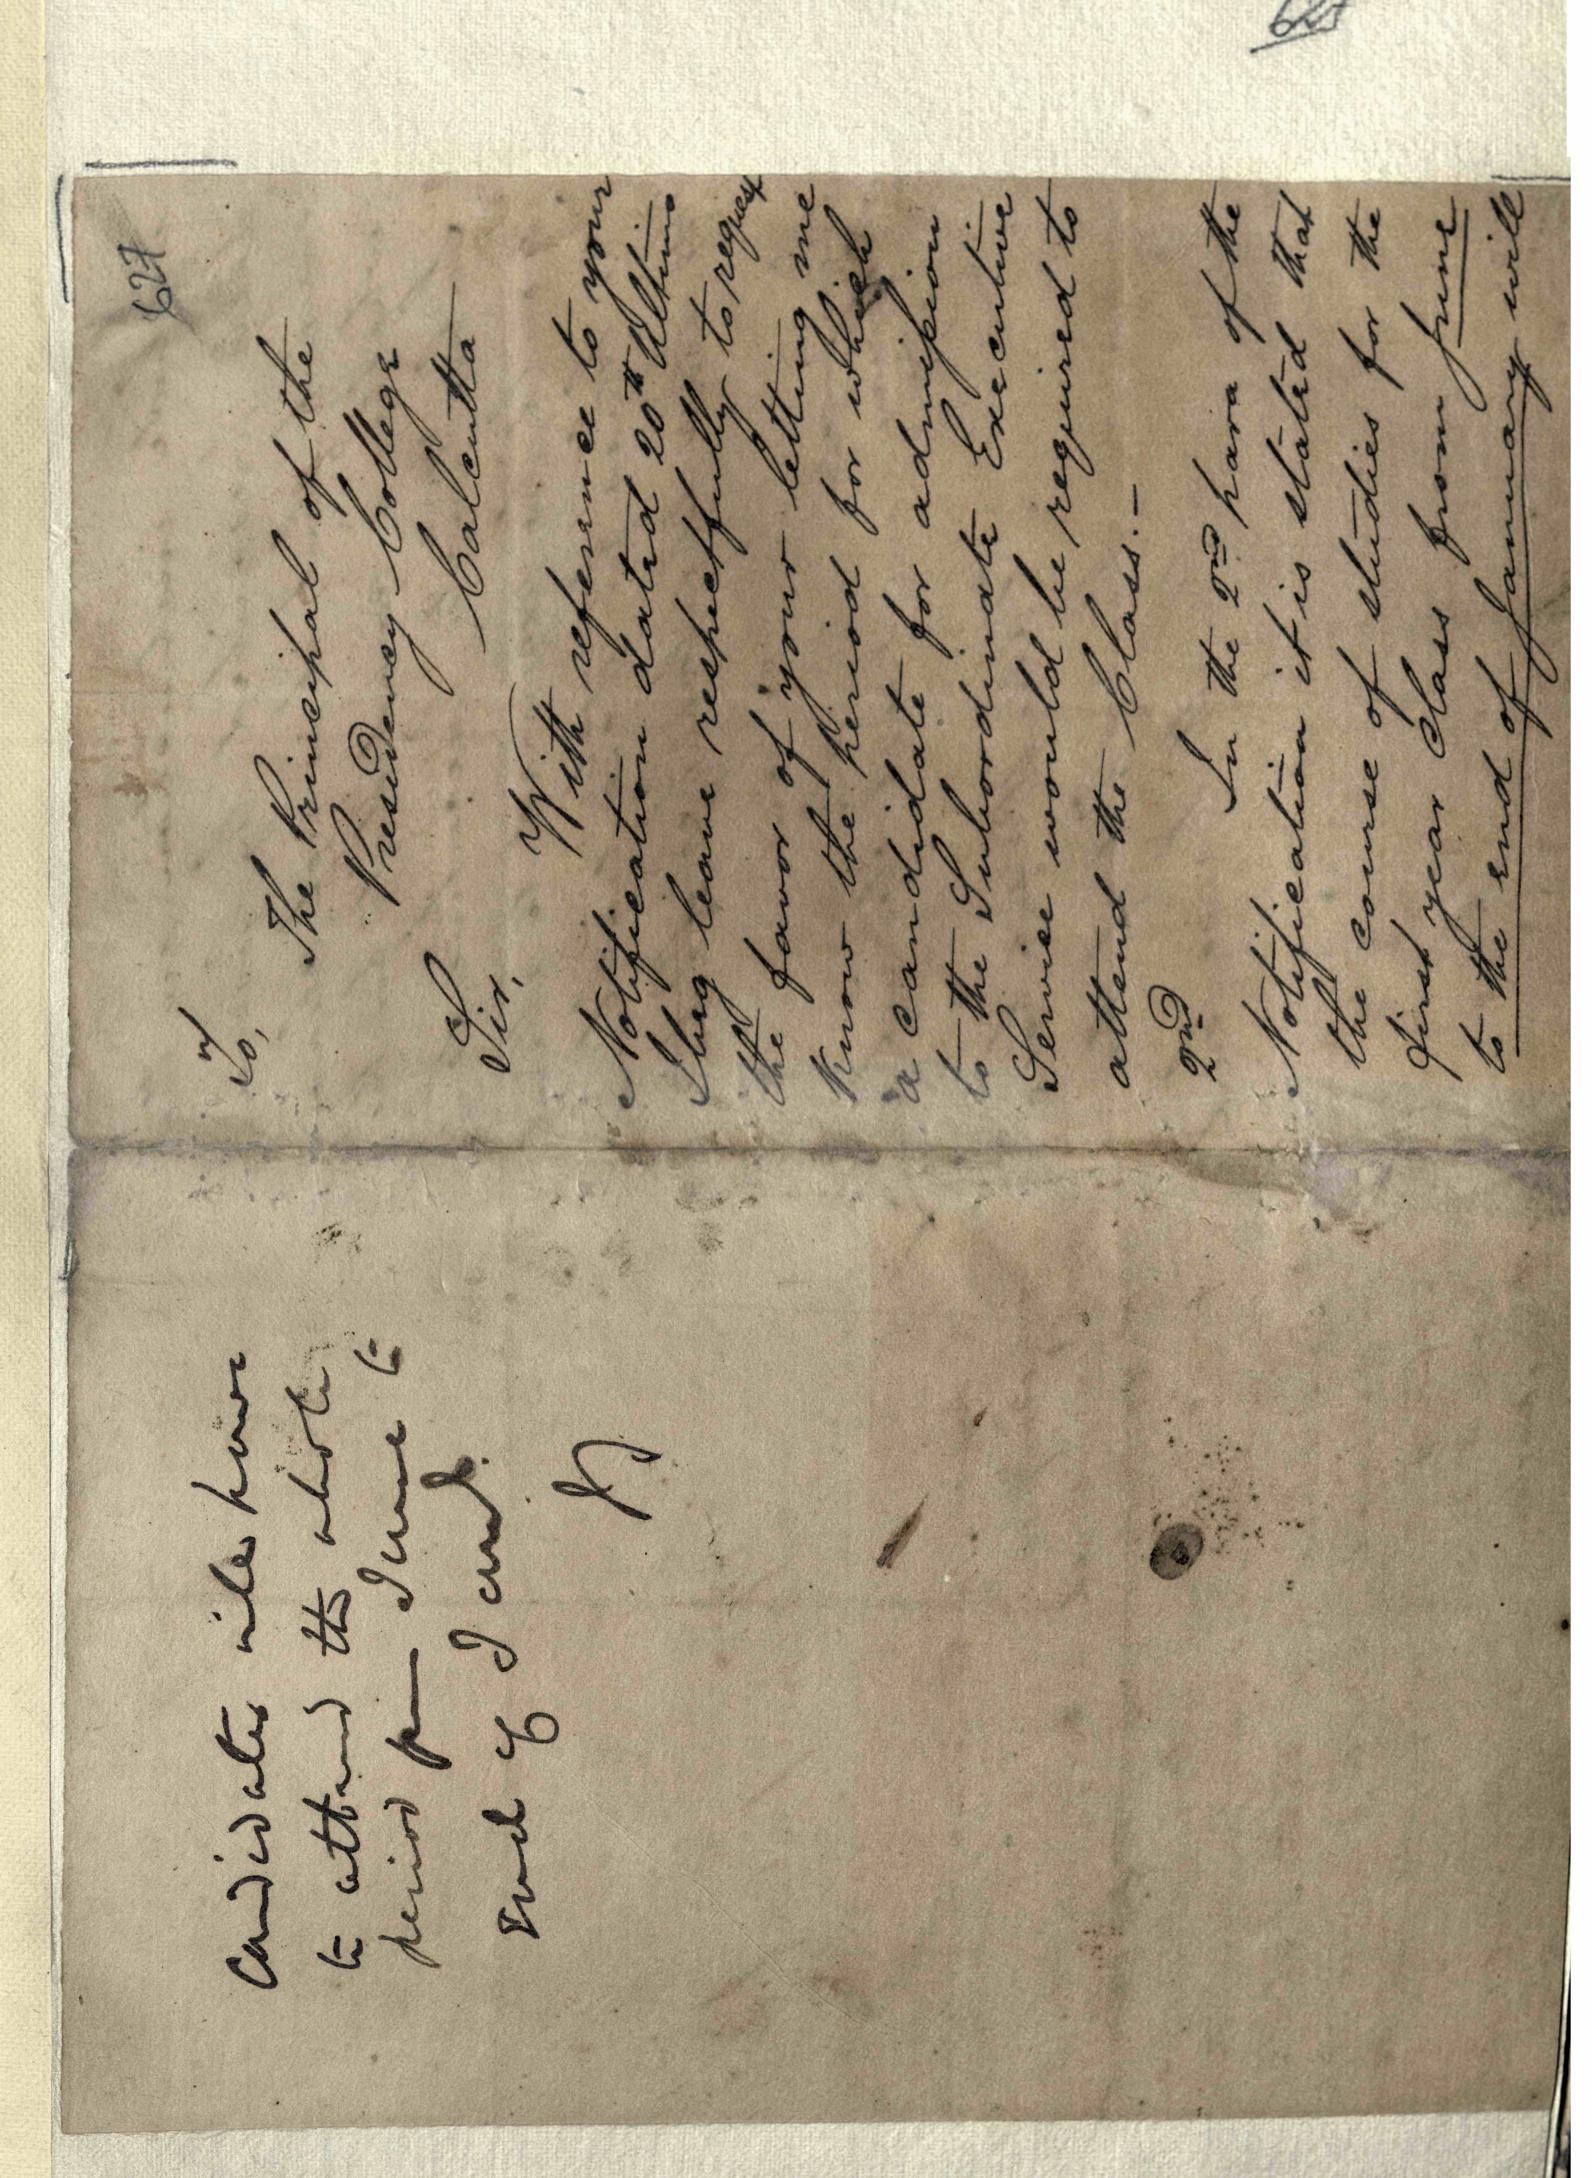 627
627
To,
The Principal of the
Presidency College
Calcutta
Sir,
With reference to your
Notification dated 20th Ultimo
I beg leave respectfully to request
the favor of your letting me
know the period for which
a candidate for admission
to the Subordinate Executive
Service would be required to
attend the Class.—
2nd In the 2nd para of the
Notification it is stated that
the course of studies for the
first year Class from June
to the end of January will
Candidates will have
to attend the whole
period from June to
End of Jan.